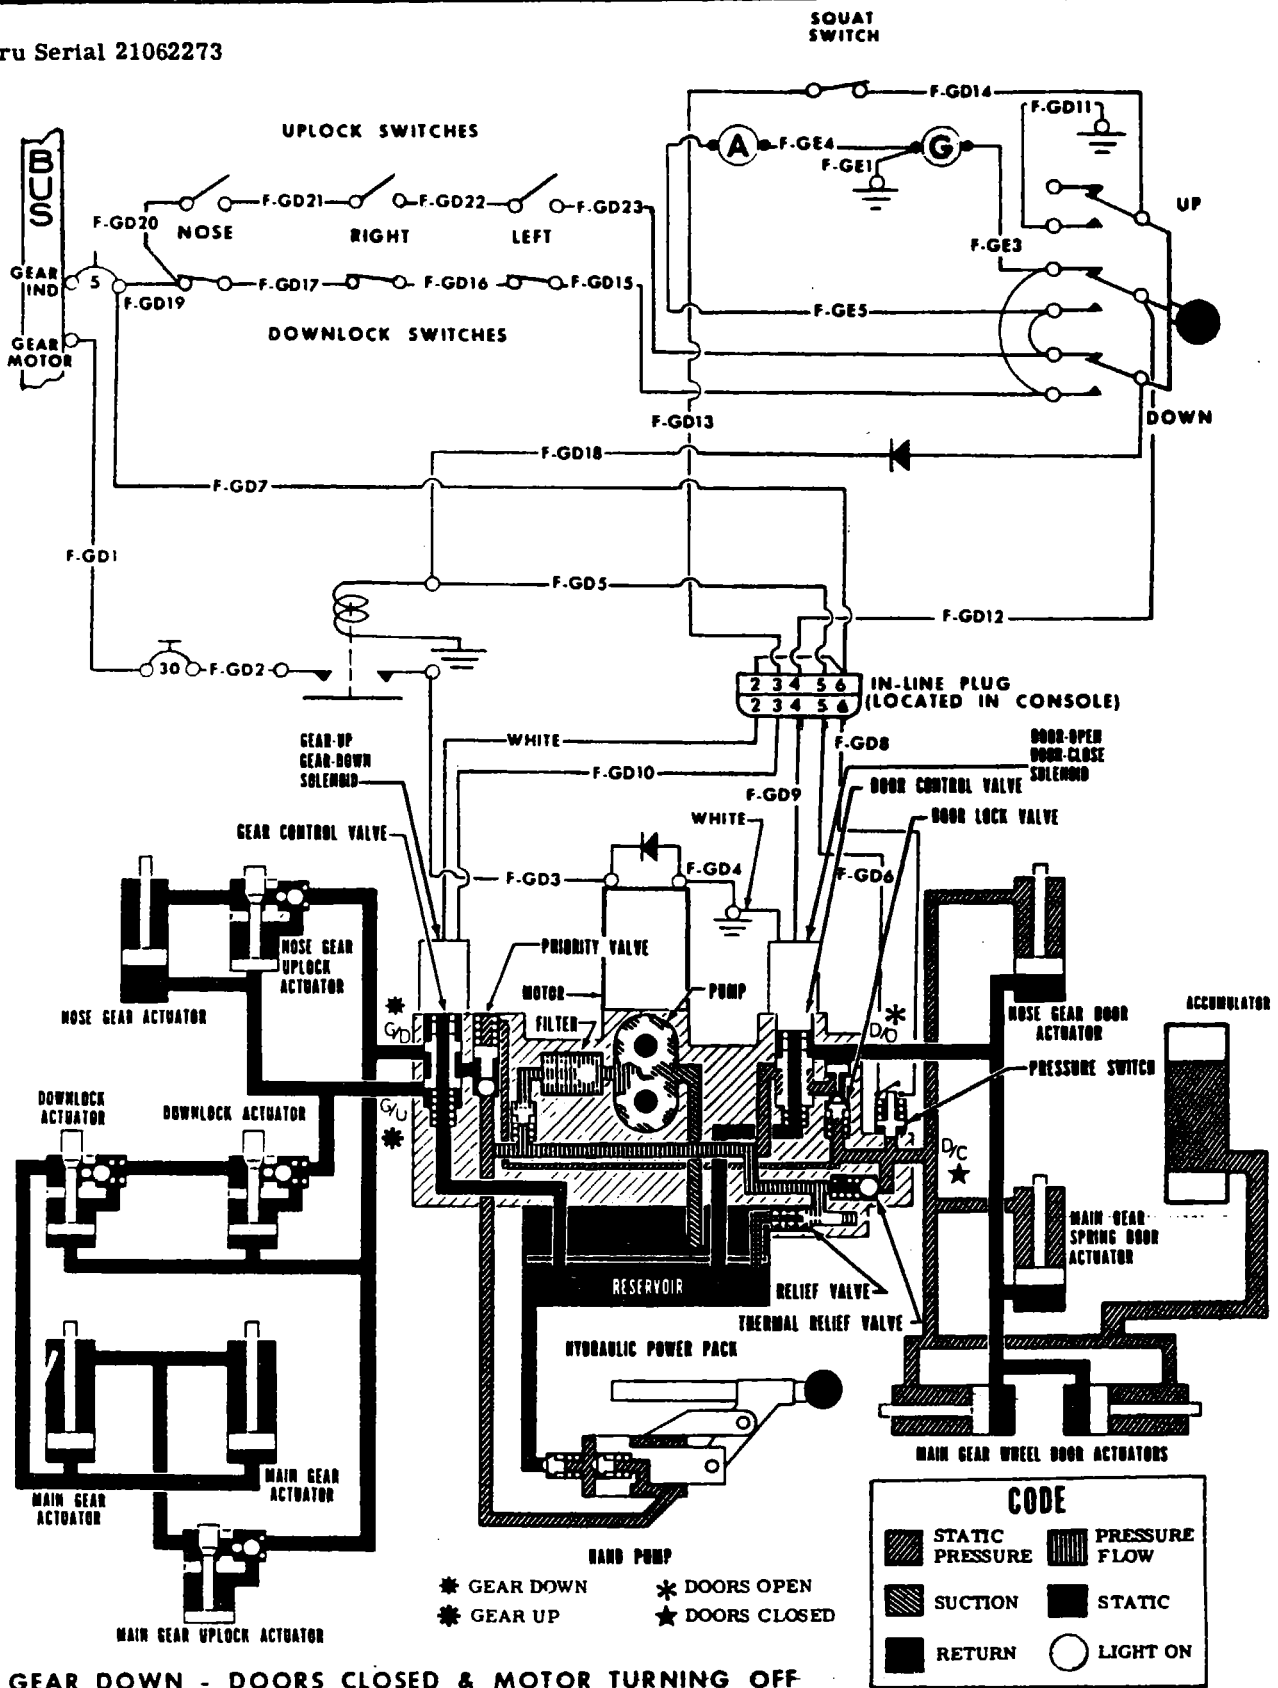 ru Serial 21062273
SQUAT
SWITCH
F-GD14
F-GD11
UPLOCK SWITCHES
A
F-GE4
G
F-GE1
BUS
F-GD21
F-GD22
F-GD23
UP
F-GD20
NOSE
RIGHT
LEFT
F-GE3
GEAR
IND
5
F-GD19
F-GD17
F-GD16
F-GD15
F-GE5
DOWNLOCK SWITCHES
GEAR
MOTOR
F-GD13
DOWN
F-GD18
F-GD7
F-GD1
F-GD5
F-GD12
30
F-GD2
2 3 4 5 6
2 3 4 5 6
IN-LINE PLUG
(LOCATED IN CONSOLE)
GEAR-UP
GEAR-DOWN
SOLENOID
WHITE
F-GD8
DOOR-OPEN
DOOR-CLOSE
SOLENOID
F-GD10
F-GD9
DOOR CONTROL VALVE
WHITE
DOOR LOCK VALVE
GEAR CONTROL VALVE
F-GD3
F-GD4
F-GD6
NOSE GEAR
UPLOCK
ACTUATOR
PRIORITY VALVE
MOTOR
PUMP
NOSE GEAR ACTUATOR
G/D
FILTER
D/O
NOSE GEAR DOOR
ACTUATOR
ACCUMULATOR
PRESSURE SWITCH
DOWNLOCK
ACTUATOR
DOWNLOCK ACTUATOR
G/U
D/C
MAIN GEAR
SPRING DOOR
ACTUATOR
RESERVOIR
RELIEF VALVE
THERMAL RELIEF VALVE
HYDRAULIC POWER PACK
MAIN GEAR WHEEL DOOR ACTUATORS
MAIN GEAR
ACTUATOR
MAIN GEAR
ACTUATOR
HAND PUMP
MAIN GEAR UPLOCK ACTUATOR
GEAR DOWN
DOORS OPEN
GEAR UP
DOORS CLOSED
CODE
STATIC
PRESSURE
PRESSURE
FLOW
SUCTION
STATIC
RETURN
LIGHT ON
GEAR DOWN - DOORS CLOSED & MOTOR TURNING OFF